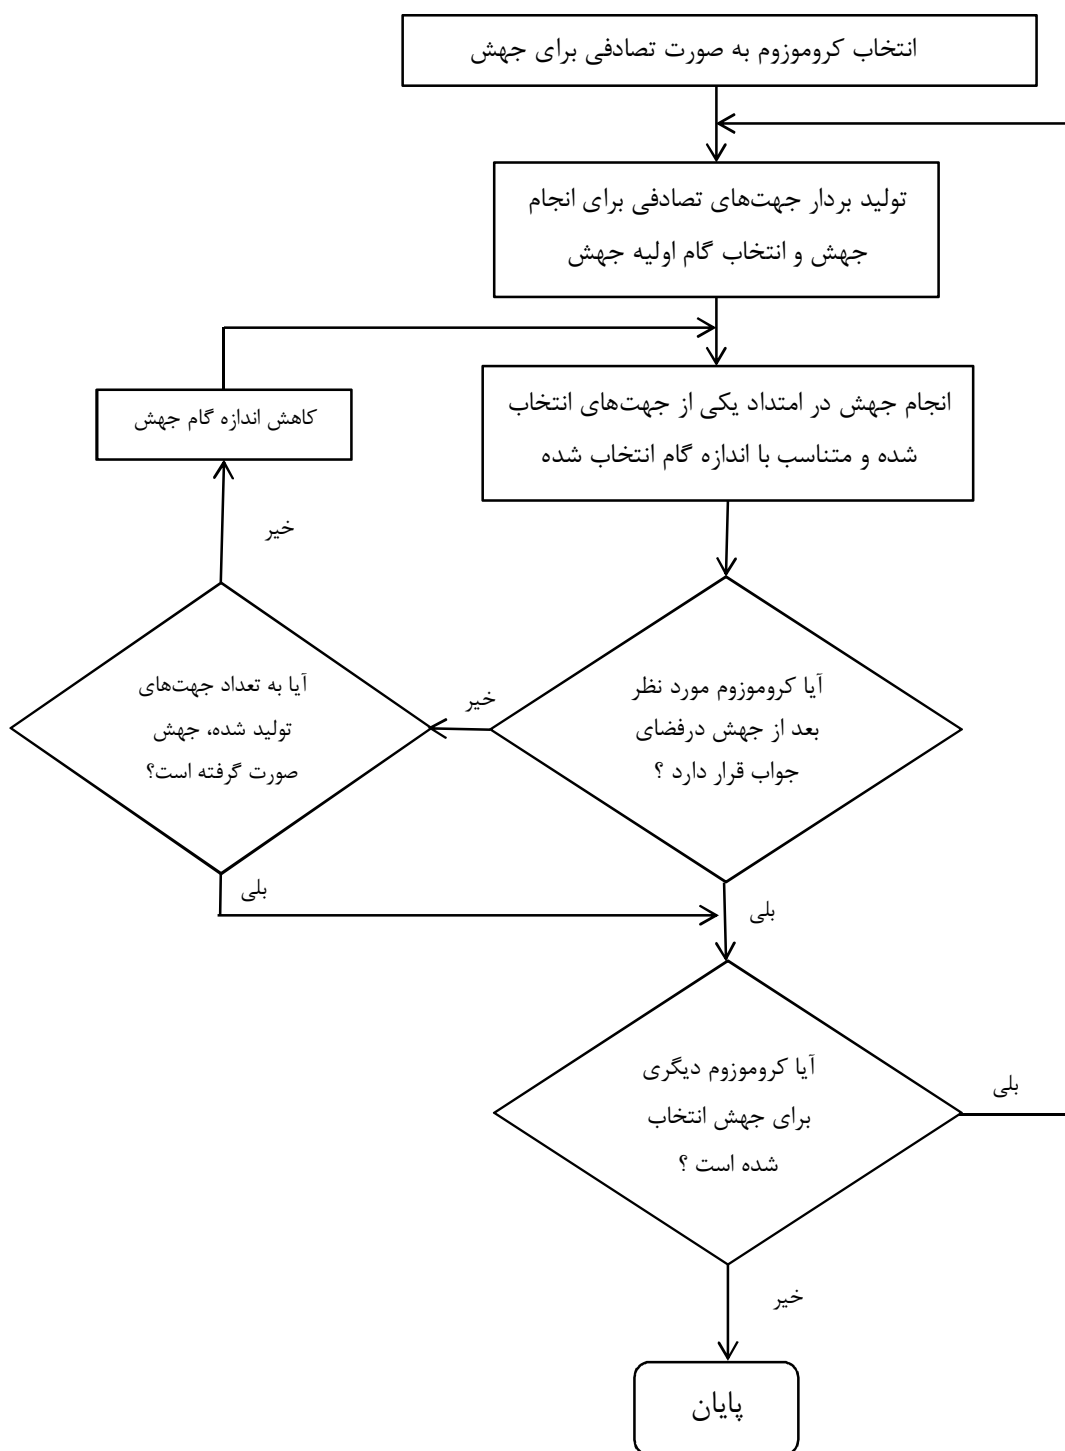 انتخاب کروموزوم به صورت تصادفی برای جهش
تولید بردار جهت‌های تصادفی برای انجام
جهش و انتخاب گام اولیه جهش
انجام جهش در امتداد یکی از جهت‌های انتخاب
شده و متناسب با اندازه گام انتخاب شده
کاهش اندازه گام جهش
خیر
آیا کروموزوم مورد نظر
بعد از جهش درفضای
جواب قرار دارد ؟
خیر
آیا به تعداد جهت‌های
تولید شده، جهش
صورت گرفته است؟
بلی
بلی
آیا کروموزوم دیگری
برای جهش انتخاب
شده است ؟
بلی
خیر
پایان